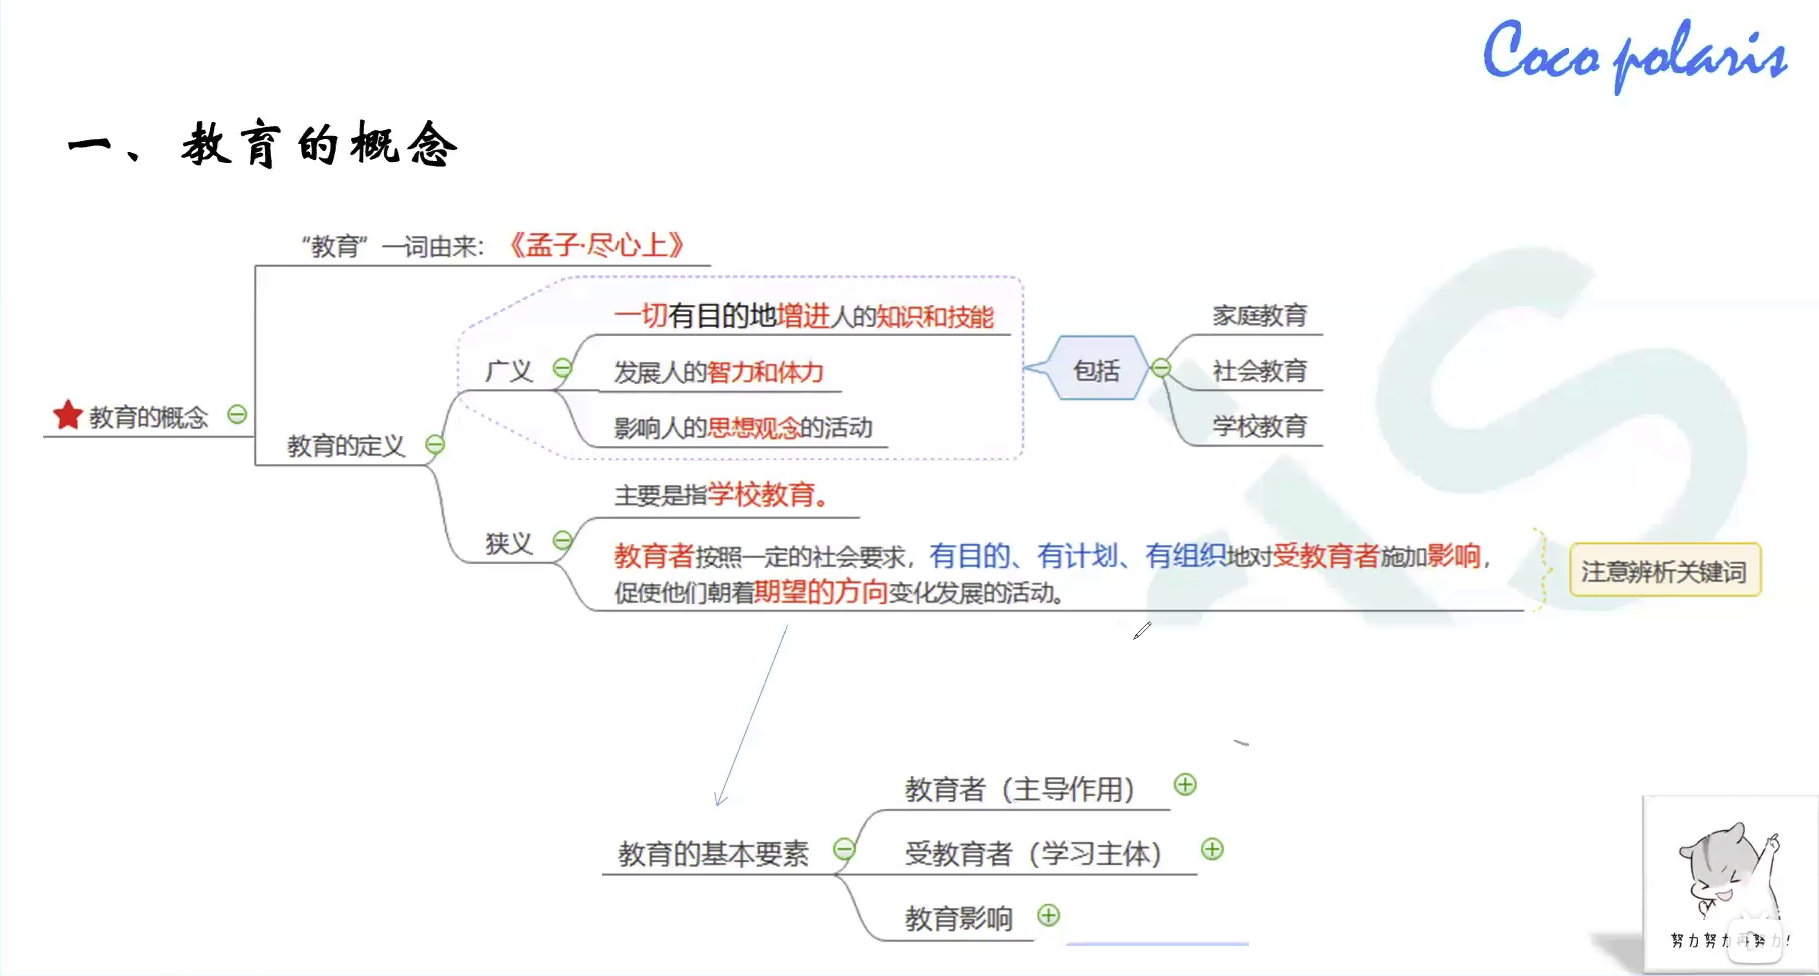 Coco polaris
一、教育的概念
“教育”一词由来：《孟子·尽心上》
一切有目的地增进人的知识和技能
家庭教育
广义
发展人的智力和体力
包括
社会教育
影响人的思想观念的活动
学校教育
教育的概念
教育的定义
主要是指学校教育。
狭义
教育者按照一定的社会要求，有目的、有计划、有组织地对受教育者施加影响，
促使他们朝着期望的方向变化发展的活动。
注意辨析关键词
教育者（主导作用）
教育的基本要素
受教育者（学习主体）
教育影响
努力努力再努力！